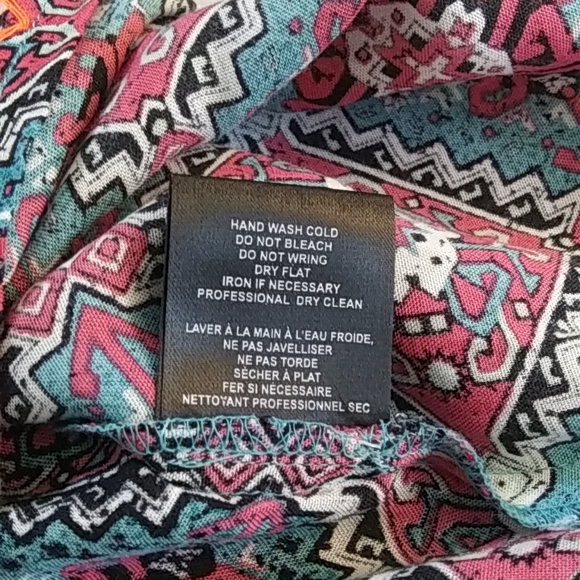 HAND WASH COLD
DO NOT BLEACH
DO NOT WRING
DRY FLAT
IRON IF NECESSARY
PROFESSIONAL DRY CLEAN
LAVER À LA MAIN À L'EAU FROIDE,
NE PAS JAVELLISER
NE PAS TORDE
SÈCHER À PLAT
FER SI NÉCESSAIRE
NETTOYANT PROFESSIONNEL SEC